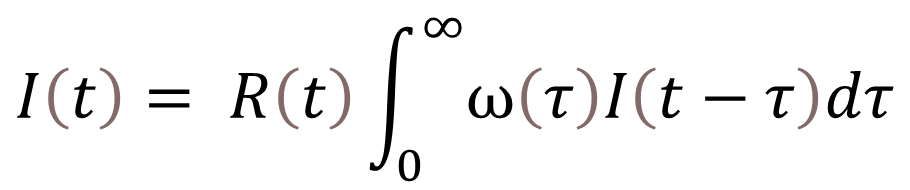 I(t) = R(t) ∫₀^∞ ω(τ)I(t − τ)dτ